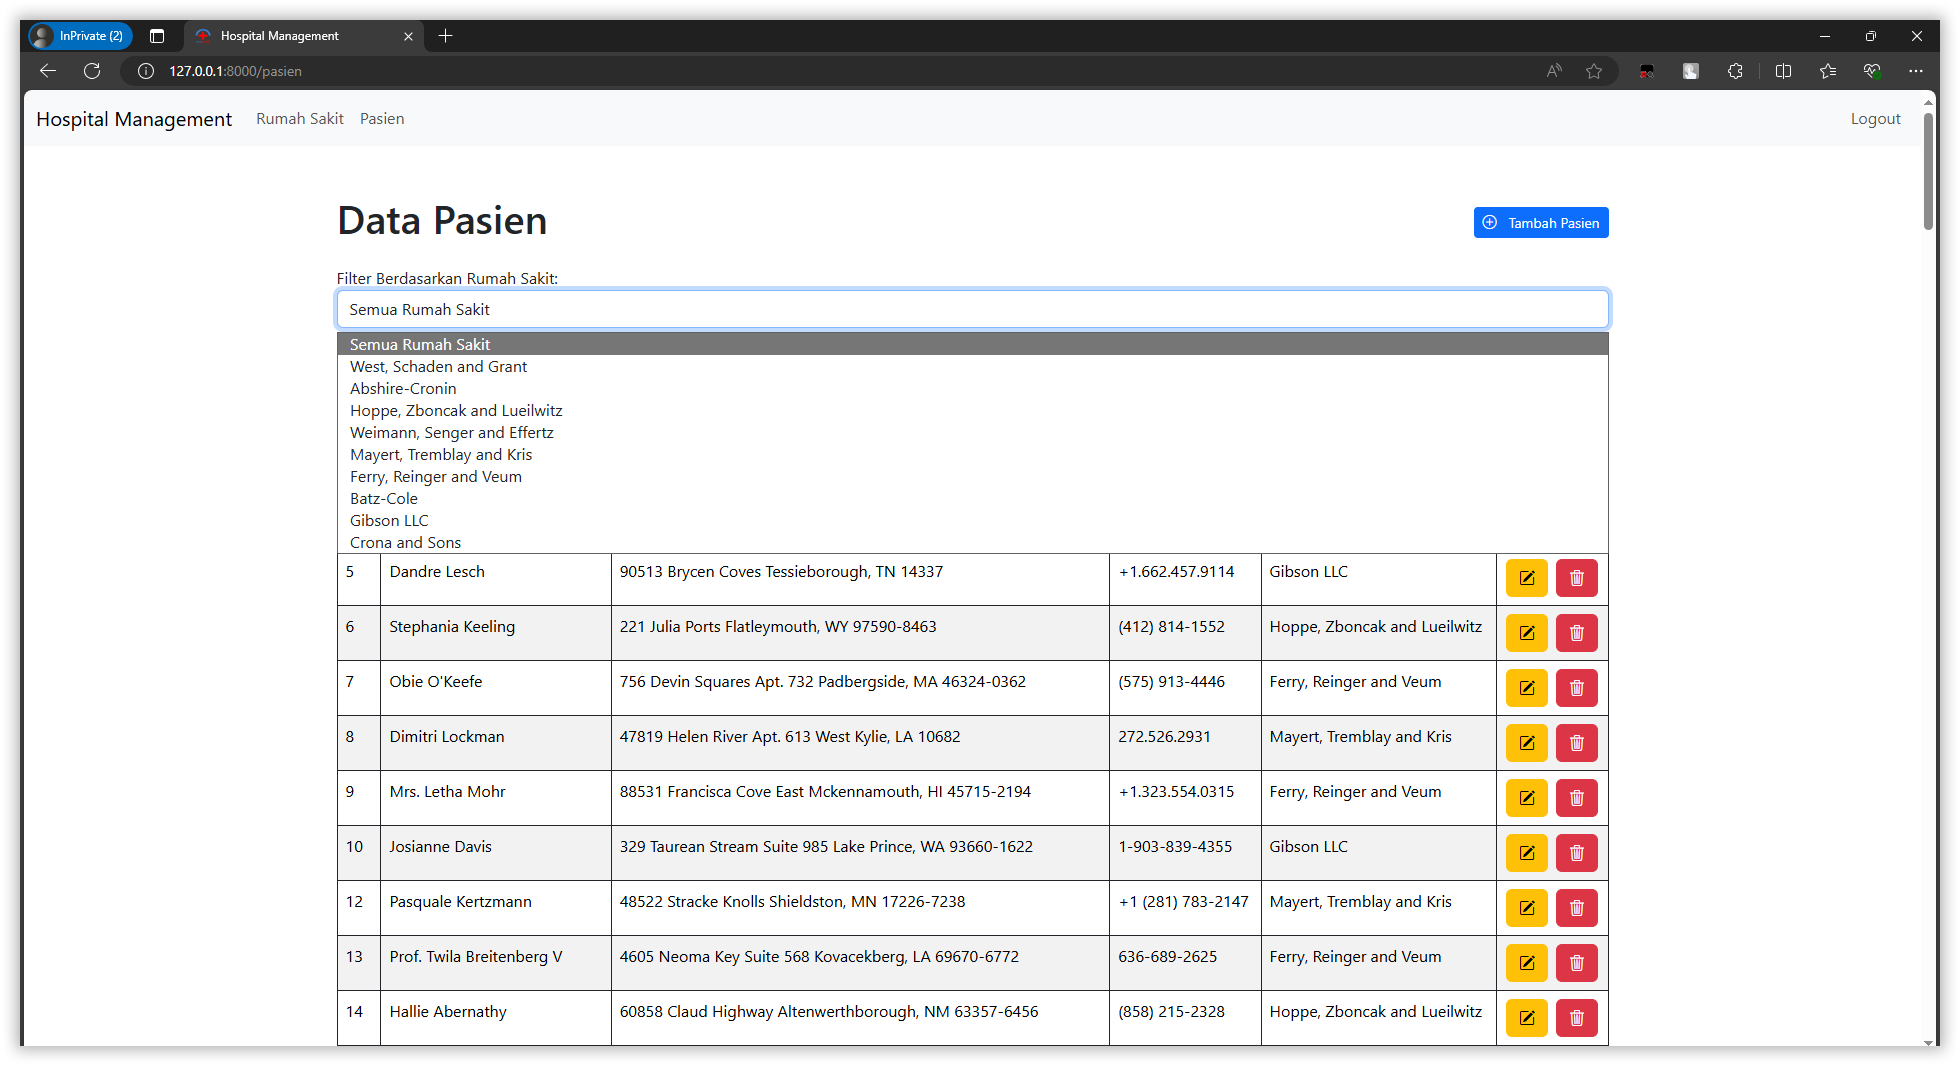 InPrivate (2)
Hospital Management
127.0.0.1:8000/pasien
Hospital Management Rumah Sakit Pasien Logout
Data Pasien
Tambah Pasien
Filter Berdasarkan Rumah Sakit:
Semua Rumah Sakit
Semua Rumah Sakit
West, Schaden and Grant
Abshire-Cronin
Hoppe, Zboncak and Lueilwitz
Weimann, Senger and Effertz
Mayert, Tremblay and Kris
Ferry, Reinger and Veum
Batz-Cole
Gibson LLC
Crona and Sons
5 Dandre Lesch 90513 Brycen Coves Tessieborough, TN 14337 +1.662.457.9114 Gibson LLC
6 Stephania Keeling 221 Julia Ports Flatleymouth, WY 97590-8463 (412) 814-1552 Hoppe, Zboncak and Lueilwitz
7 Obie O'Keefe 756 Devin Squares Apt. 732 Padbergside, MA 46324-0362 (575) 913-4446 Ferry, Reinger and Veum
8 Dimitri Lockman 47819 Helen River Apt. 613 West Kylie, LA 10682 272.526.2931 Mayert, Tremblay and Kris
9 Mrs. Letha Mohr 88531 Francisca Cove East Mckennamouth, HI 45715-2194 +1.323.554.0315 Ferry, Reinger and Veum
10 Josianne Davis 329 Taurean Stream Suite 985 Lake Prince, WA 93660-1622 1-903-839-4355 Gibson LLC
12 Pasquale Kertzmann 48522 Stracke Knolls Shieldston, MN 17226-7238 +1 (281) 783-2147 Mayert, Tremblay and Kris
13 Prof. Twila Breitenberg V 4605 Neoma Key Suite 568 Kovacekberg, LA 69670-6772 636-689-2625 Ferry, Reinger and Veum
14 Hallie Abernathy 60858 Claud Highway Altenwerthborough, NM 63357-6456 (858) 215-2328 Hoppe, Zboncak and Lueilwitz